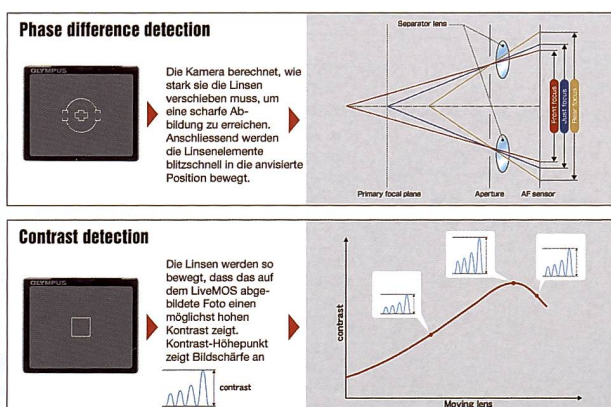 Phase difference detection
OLYMPUS
Die Kamera berechnet, wie
stark sie die Linsen
verschieben muss, um
eine scharfe Ab-
bildung zu erreichen.
Anschliessend werden
die Linsenelemente
blitzschnell in die anvisierte
Position bewegt.
Separator lens
Front focus
Just focus
Rear focus
Primary focal plane
Aperture
AF sensor
Contrast detection
OLYMPUS
Die Linsen werden so
bewegt, dass das auf
dem LiveMOS abge-
bildete Foto einen
möglichst hohen
Kontrast zeigt.
Kontrast-Höhepunkt
zeigt Bildschärfe an
contrast
contrast
Moving lens